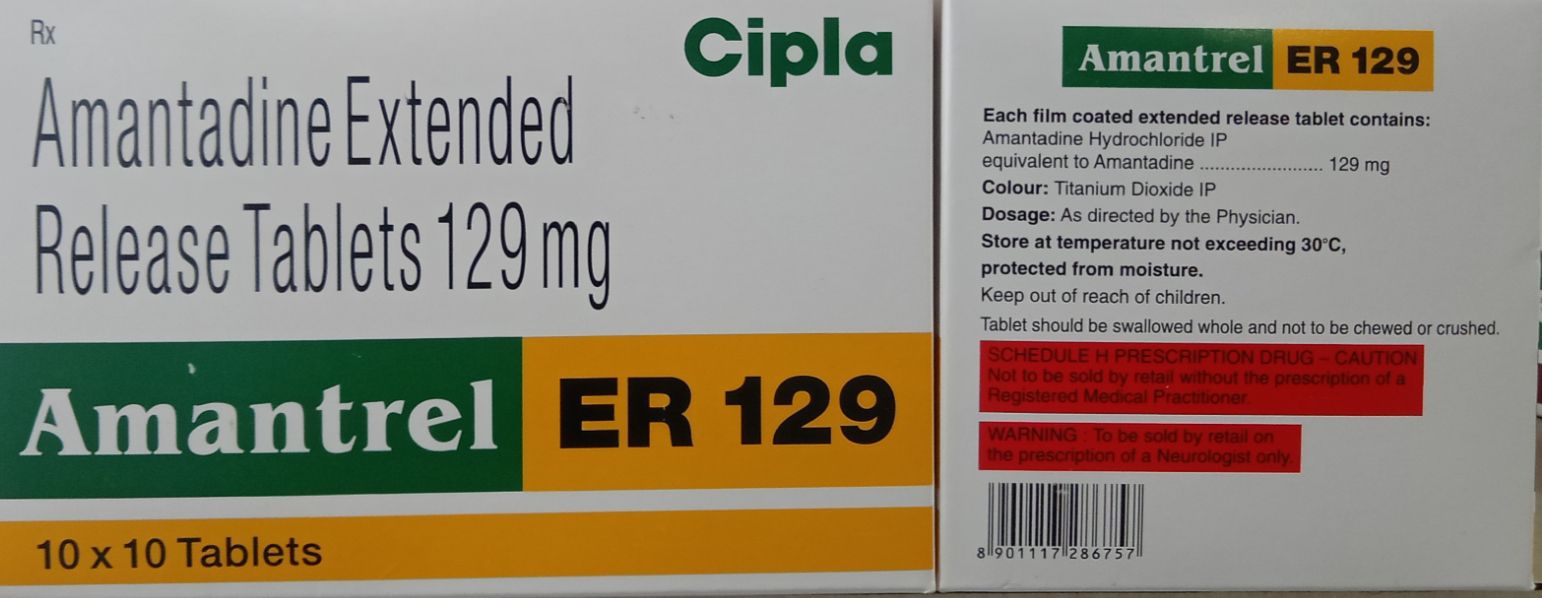 Rx
Cipla
Amantadine Extended
Release Tablets 129 mg
Amantrel ER 129
10 x 10 Tablets
Amantrel ER 129
Each film coated extended release tablet contains:
Amantadine Hydrochloride IP
equivalent to Amantadine ........................ 129 mg
Colour: Titanium Dioxide IP
Dosage: As directed by the Physician.
Store at temperature not exceeding 30°C,
protected from moisture.
Keep out of reach of children.
Tablet should be swallowed whole and not to be chewed or crushed.
SCHEDULE H PRESCRIPTION DRUG – CAUTION
Not to be sold by retail without the prescription of a
Registered Medical Practitioner.
WARNING : To be sold by retail on
the prescription of a Neurologist only.
8 901117 286757